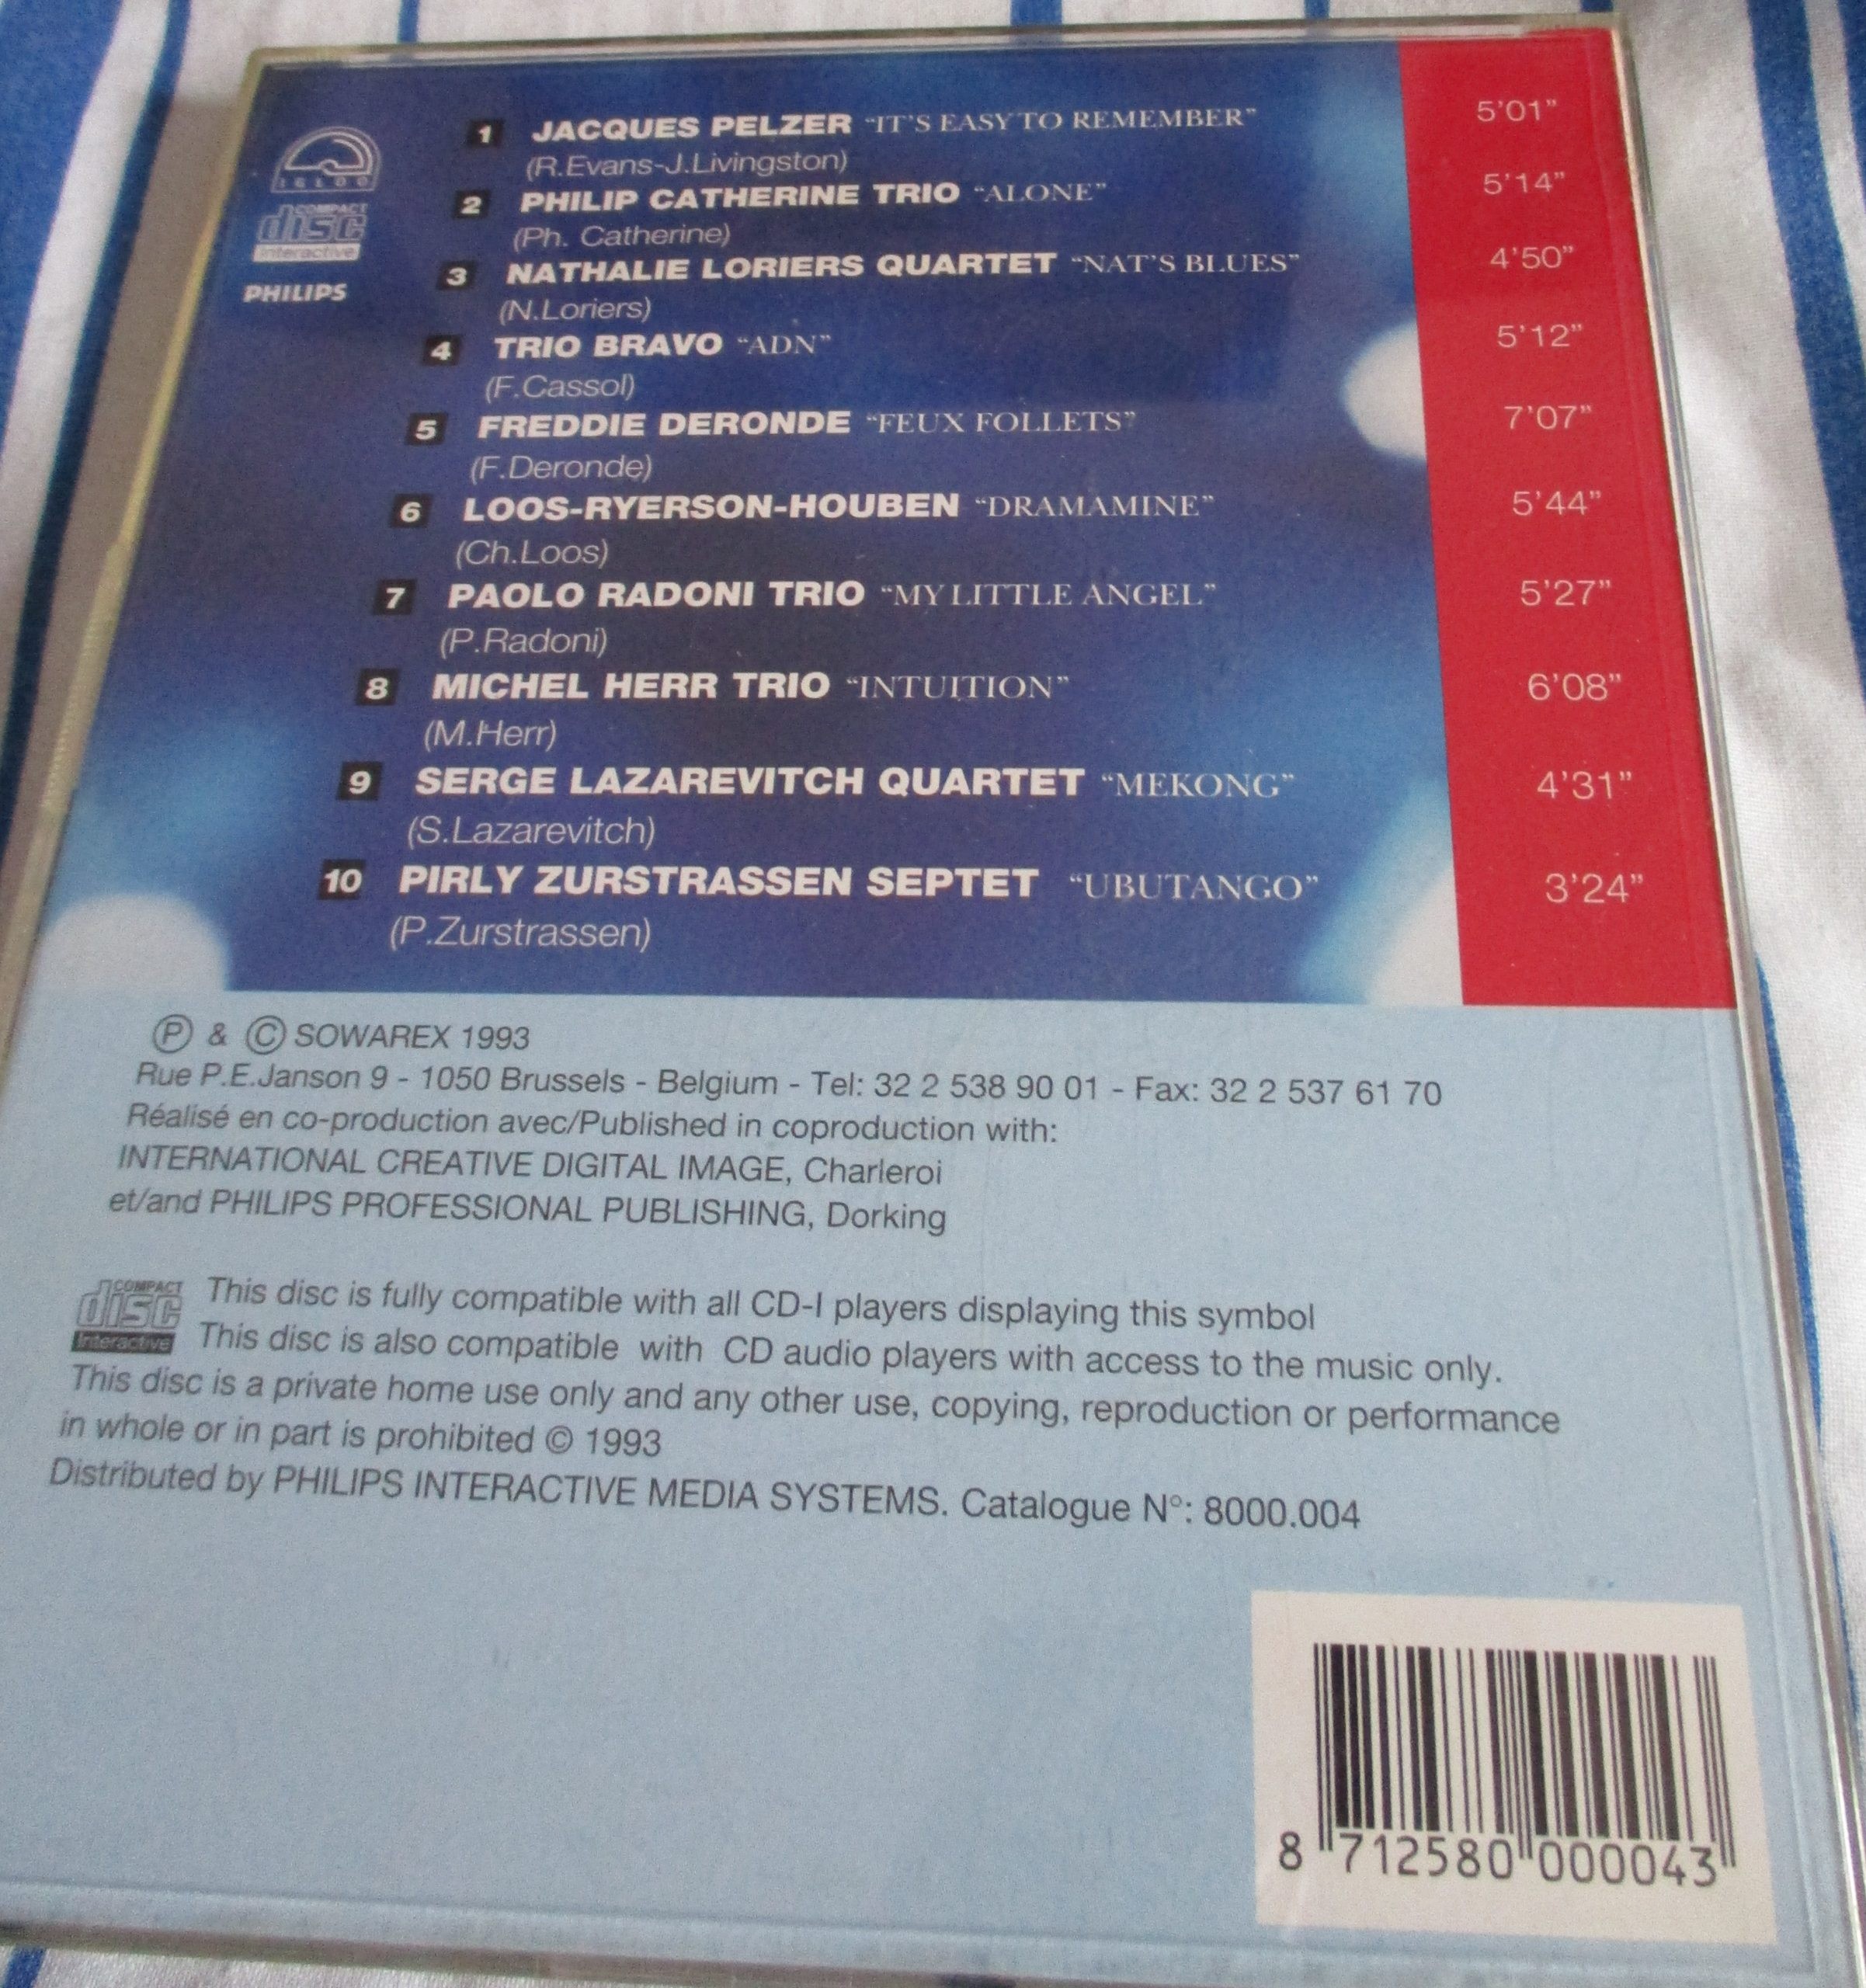 IGLOO
COMPACT
disc
Interactive
PHILIPS
1 JACQUES PELZER “IT'S EASY TO REMEMBER” 5'01”
(R.Evans-J.Livingston)
2 PHILIP CATHERINE TRIO “ALONE” 5'14”
(Ph. Catherine)
3 NATHALIE LORIERS QUARTET “NAT'S BLUES” 4'50”
(N.Loriers)
4 TRIO BRAVO “ADN” 5'12”
(F.Cassol)
5 FREDDIE DERONDE “FEUX FOLLETS” 7'07”
(F.Deronde)
6 LOOS-RYERSON-HOUBEN “DRAMAMINE” 5'44”
(Ch.Loos)
7 PAOLO RADONI TRIO “MY LITTLE ANGEL” 5'27”
(P.Radoni)
8 MICHEL HERR TRIO “INTUITION” 6'08”
(M.Herr)
9 SERGE LAZAREVITCH QUARTET “MEKONG” 4'31”
(S.Lazarevitch)
10 PIRLY ZURSTRASSEN SEPTET “UBUTANGO” 3'24”
(P.Zurstrassen)
Ⓟ & Ⓒ SOWAREX 1993
Rue P.E.Janson 9 - 1050 Brussels - Belgium - Tel: 32 2 538 90 01 - Fax: 32 2 537 61 70
Réalisé en co-production avec/Published in coproduction with:
INTERNATIONAL CREATIVE DIGITAL IMAGE, Charleroi
et/and PHILIPS PROFESSIONAL PUBLISHING, Dorking
COMPACT
disc
Interactive
This disc is fully compatible with all CD-I players displaying this symbol
This disc is also compatible with CD audio players with access to the music only.
This disc is a private home use only and any other use, copying, reproduction or performance
in whole or in part is prohibited © 1993
Distributed by PHILIPS INTERACTIVE MEDIA SYSTEMS. Catalogue N°: 8000.004
8 712580 000043